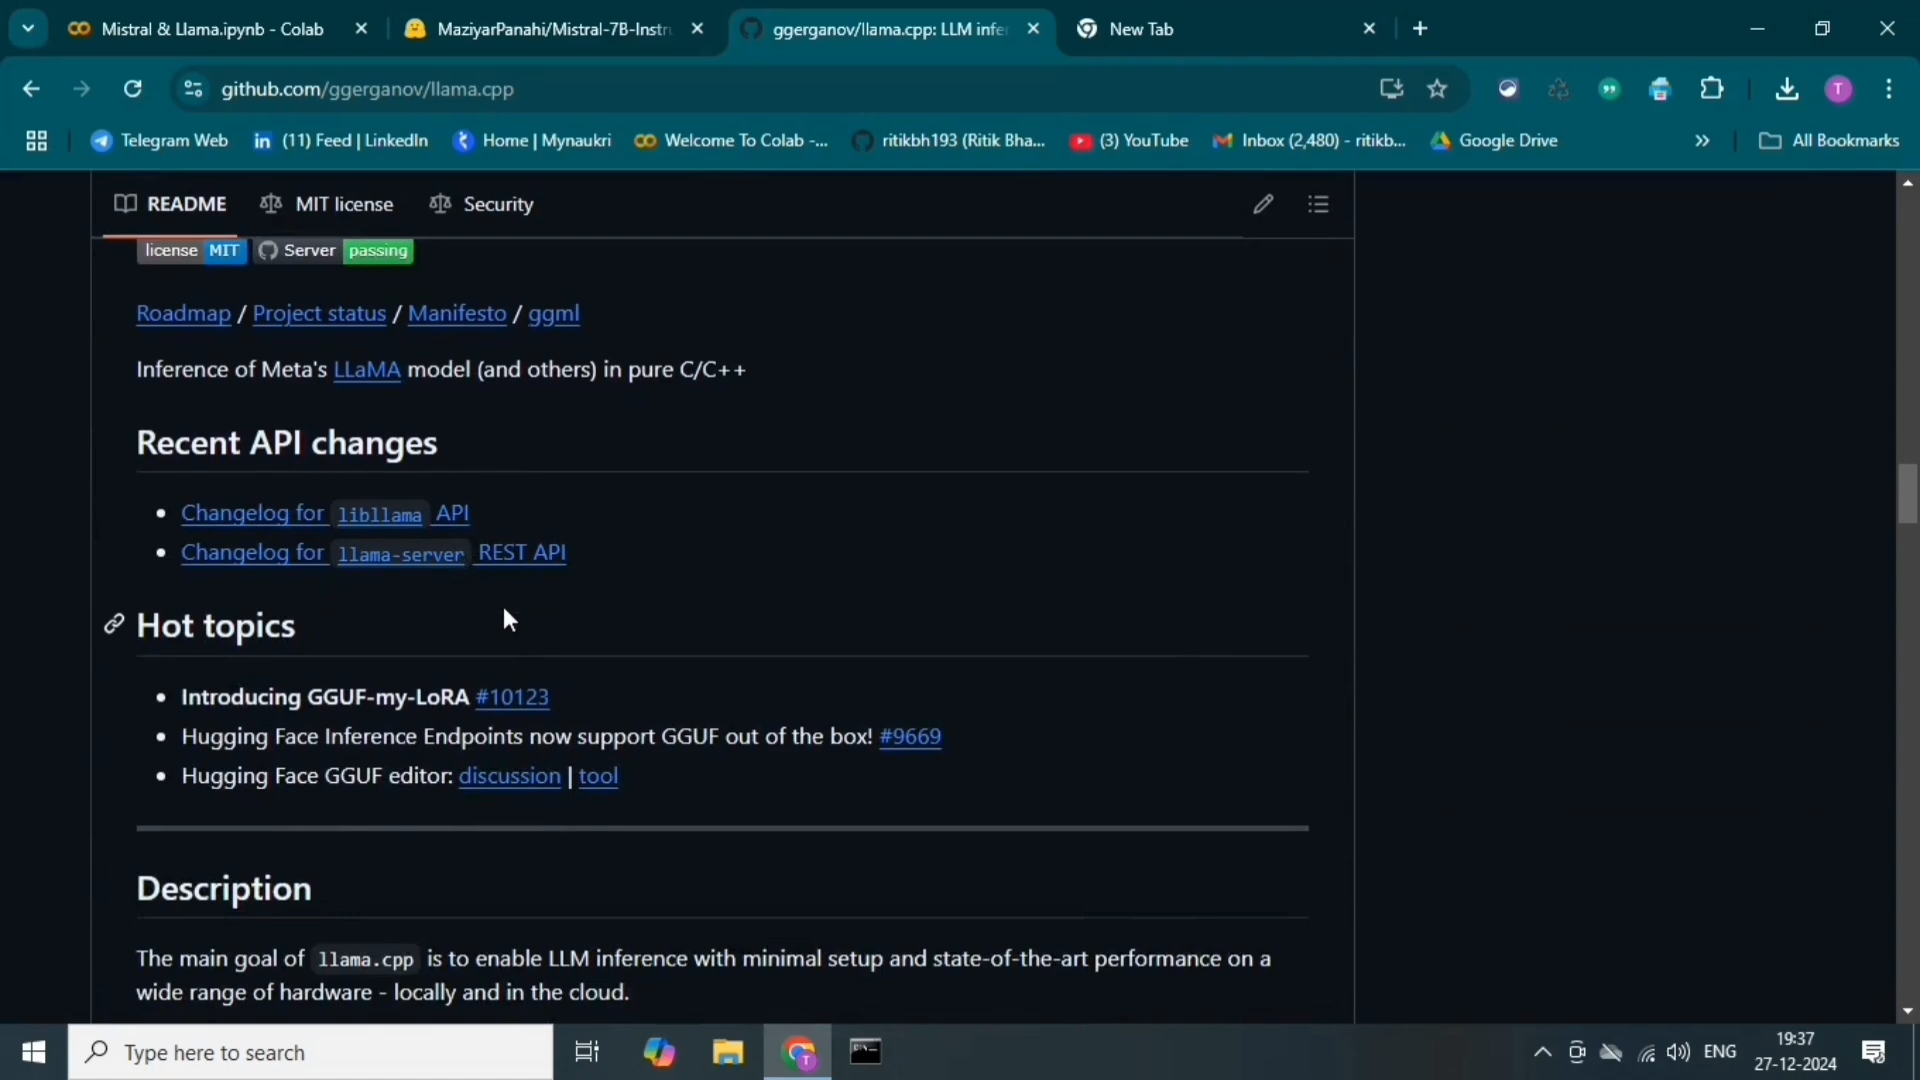 Mistral & Llama.ipynb - Colab
MaziyarPanahi/Mistral-7B-Instru
ggerganov/llama.cpp: LLM infer
New Tab
github.com/ggerganov/llama.cpp
T
Telegram Web
(11) Feed | LinkedIn
Home | Mynaukri
Welcome To Colab -...
ritikbh193 (Ritik Bha...
(3) YouTube
Inbox (2,480) - ritikb...
Google Drive
All Bookmarks
README
MIT license
Security
license MIT
Server passing
Roadmap / Project status / Manifesto / ggml
Inference of Meta's LLaMA model (and others) in pure C/C++
Recent API changes
Changelog for libllama API
Changelog for llama-server REST API
Hot topics
Introducing GGUF-my-LoRA #10123
Hugging Face Inference Endpoints now support GGUF out of the box! #9669
Hugging Face GGUF editor: discussion | tool
Description
The main goal of llama.cpp is to enable LLM inference with minimal setup and state-of-the-art performance on a
wide range of hardware - locally and in the cloud.
Type here to search
ENG
19:37
27-12-2024